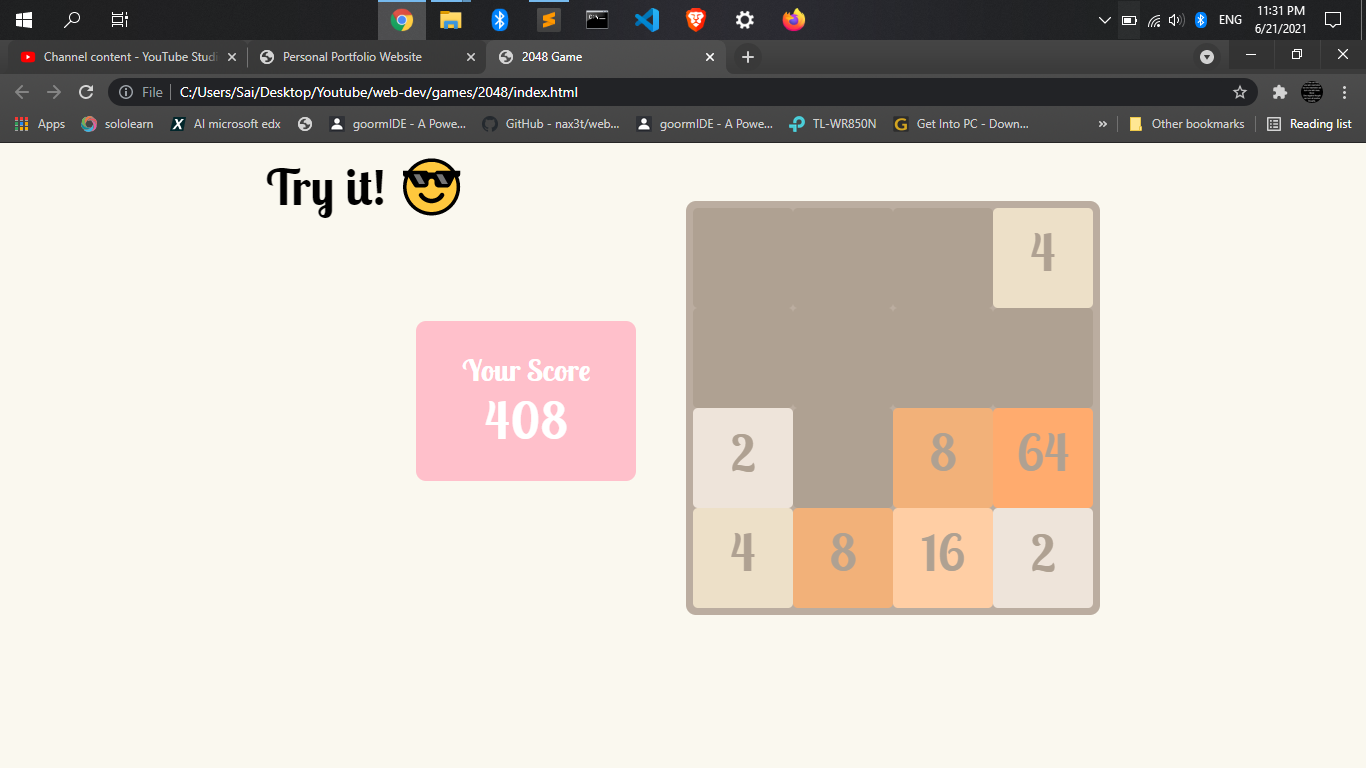 ENG
11:31 PM
6/21/2021
Channel content - YouTube Studi
Personal Portfolio Website
2048 Game
File
C:/Users/Sai/Desktop/Youtube/web-dev/games/2048/index.html
Apps
sololearn
AI microsoft edx
goormIDE - A Powe...
GitHub - nax3t/web...
goormIDE - A Powe...
TL-WR850N
Get Into PC - Down...
»
Other bookmarks
Reading list
Try it! 😎
Your Score
408
4
2 8 64
4 8 16 2